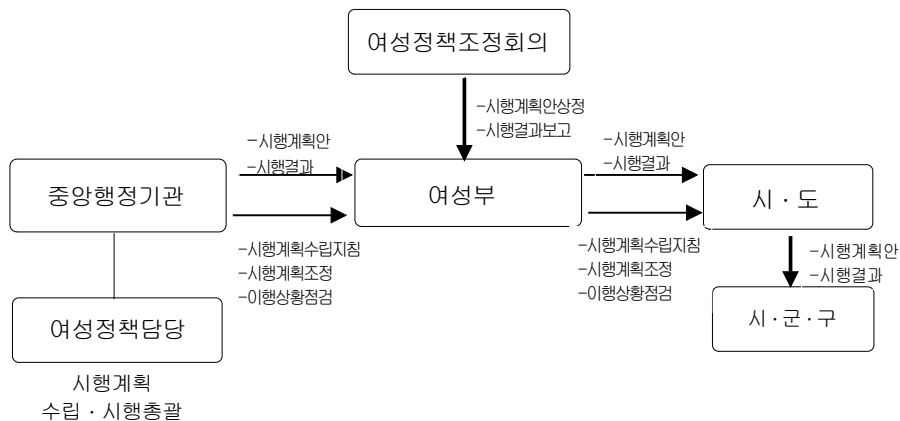 여성정책조정회의
-시행계획안상정
-시행결과보고
-시행계획안
-시행결과
-시행계획안
-시행결과
중앙행정기관
여성부
시 · 도
-시행계획수립지침
-시행계획조정
-이행상황점검
-시행계획수립지침
-시행계획조정
-이행상황점검
-시행계획안
-시행결과
여성정책담당
시 · 군 · 구
시행계획
수립 · 시행총괄